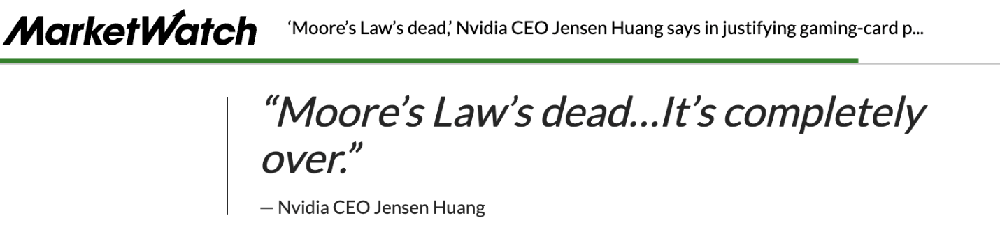 MarketWatch ‘Moore’s Law’s dead,’ Nvidia CEO Jensen Huang says in justifying gaming-card p...
“Moore’s Law’s dead...It’s completely
over.”
— Nvidia CEO Jensen Huang